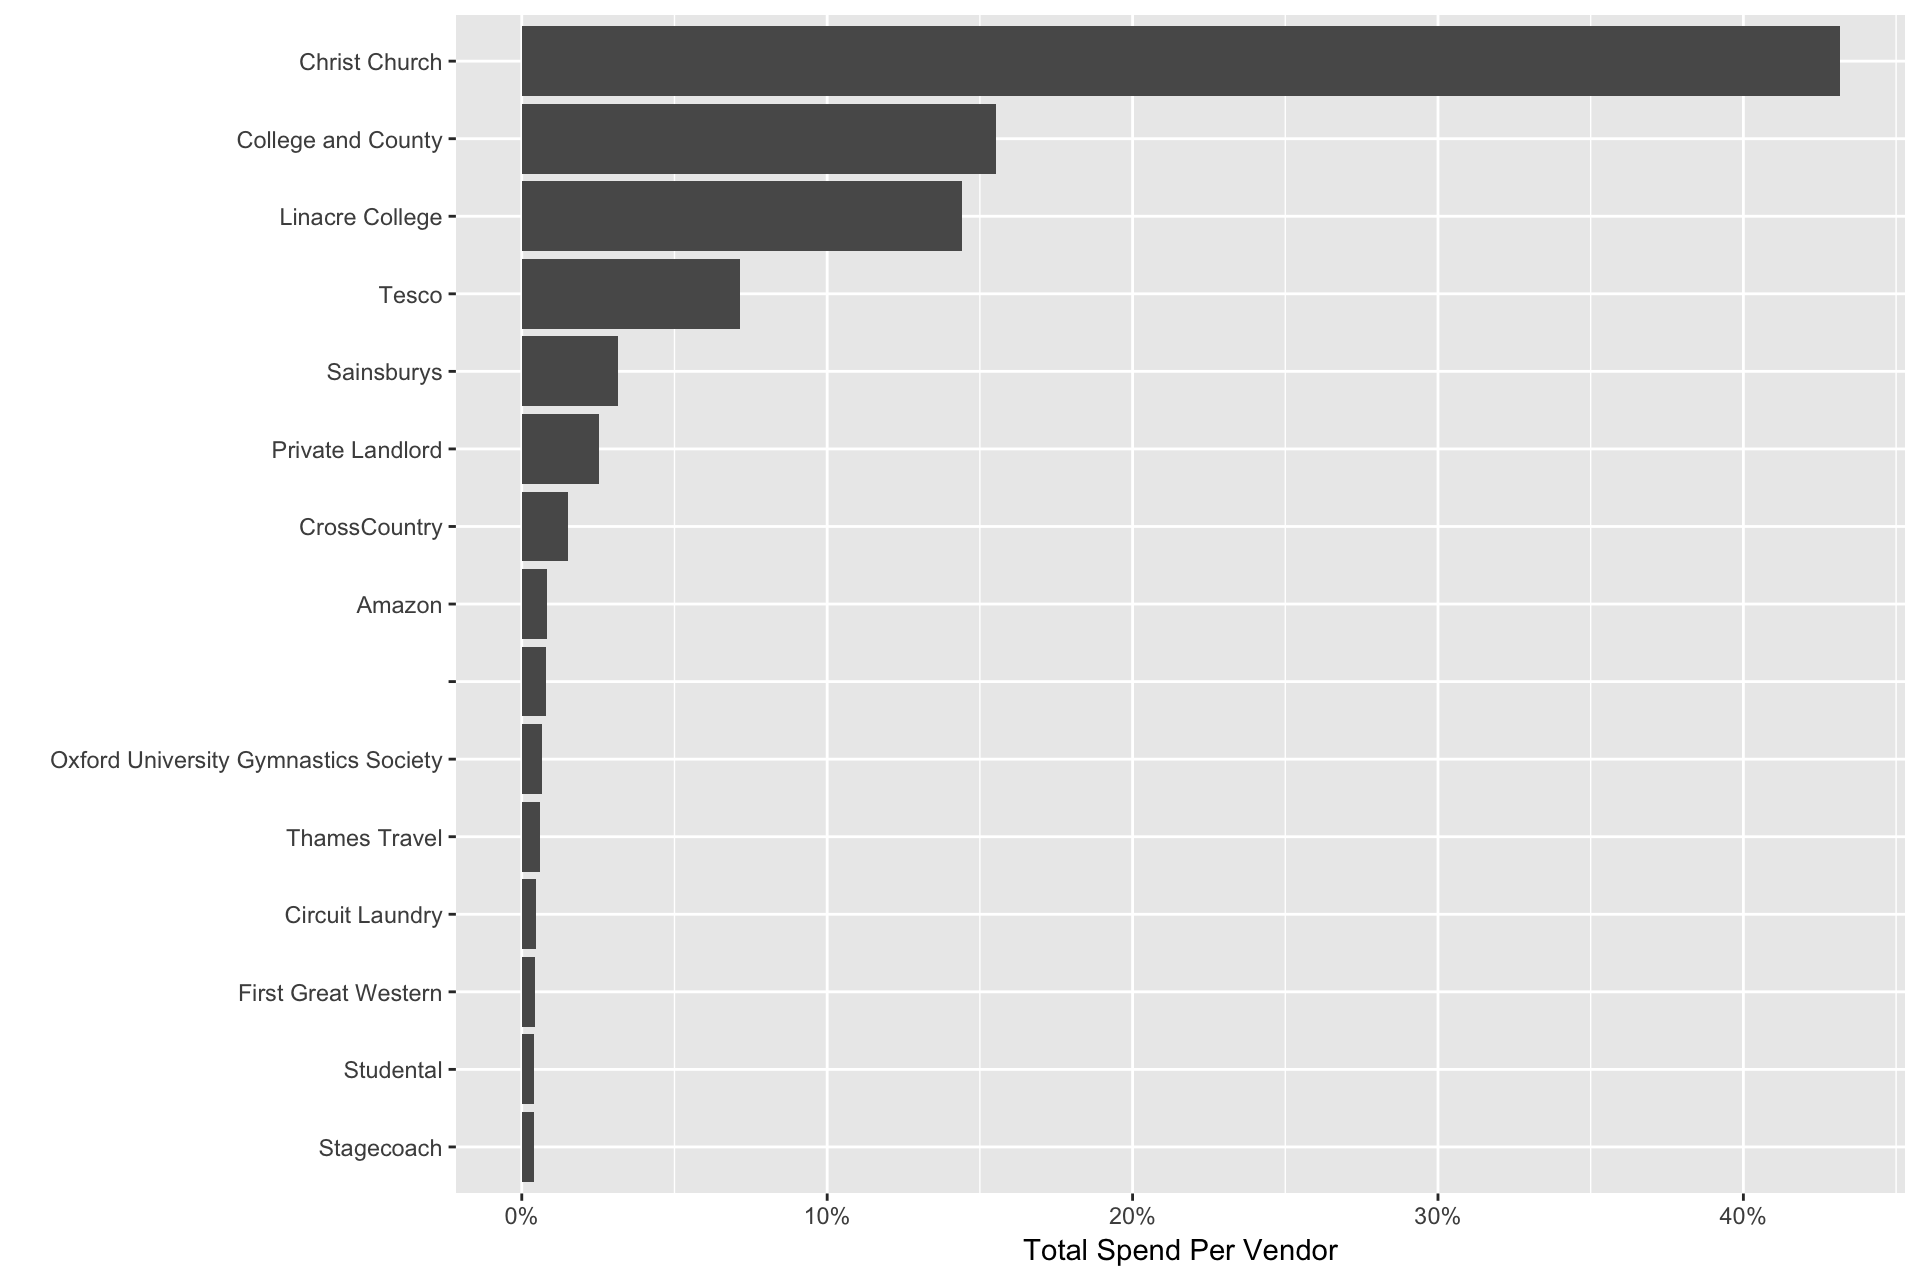 Christ Church
College and County
Linacre College
Tesco
Sainsburys
Private Landlord
CrossCountry
Amazon
Oxford University Gymnastics Society
Thames Travel
Circuit Laundry
First Great Western
Studental
Stagecoach
0% 10% 20% 30% 40%
Total Spend Per Vendor